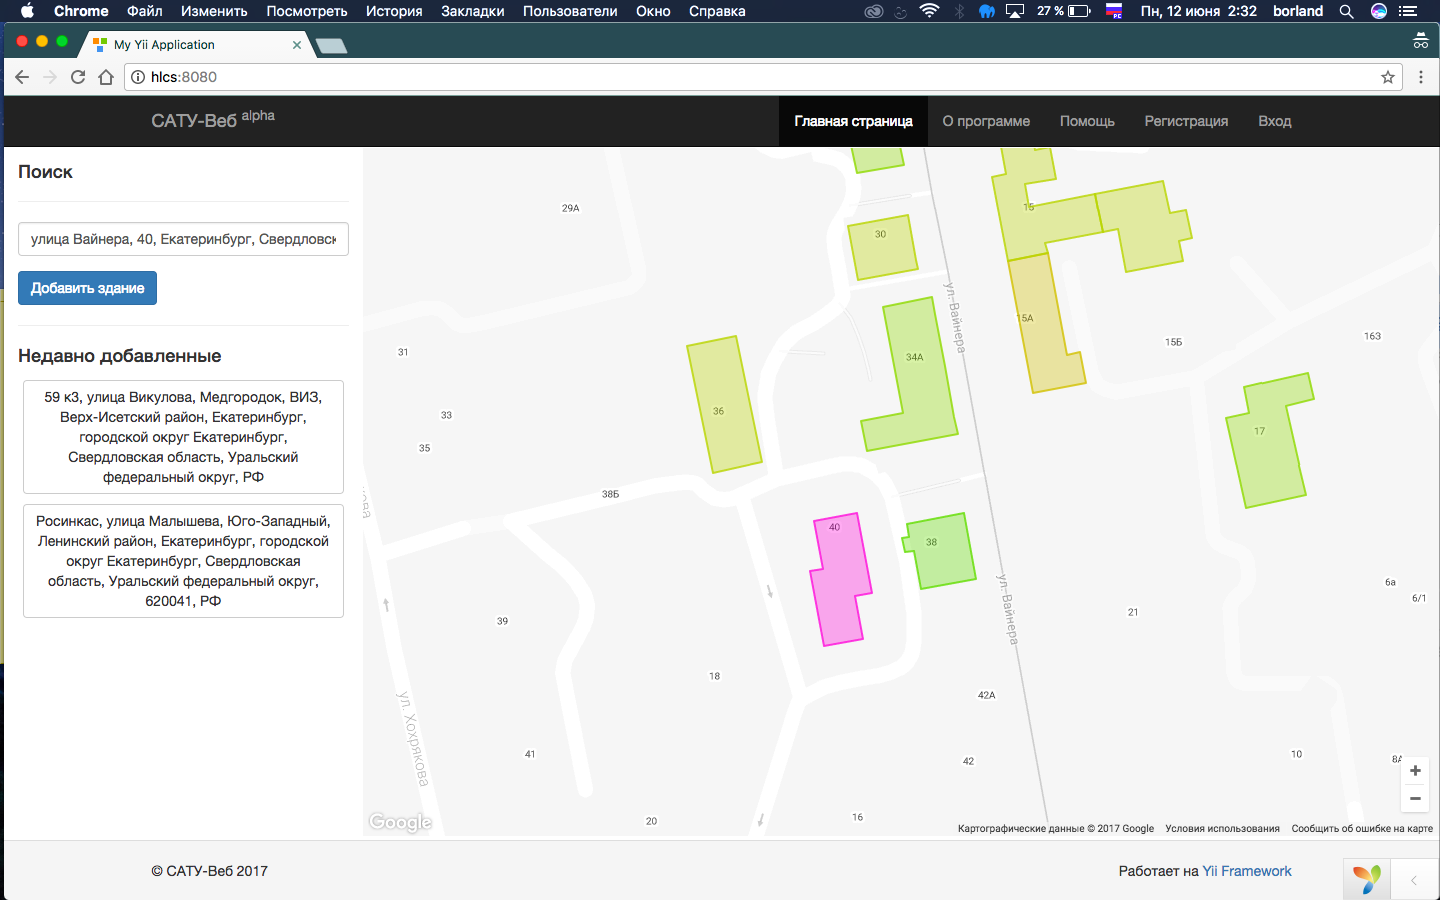 Chrome Файл Изменить Посмотреть История Закладки Пользователи Окно Справка 27 % РС Пн, 12 июня 2:32 borland
My Yii Application
hlcs:8080
САТУ-Веб alpha Главная страница О программе Помощь Регистрация Вход
Поиск
улица Вайнера, 40, Екатеринбург, Свердловск
Добавить здание
Недавно добавленные
59 к3, улица Викулова, Медгородок, ВИЗ,
Верх-Исетский район, Екатеринбург,
городской округ Екатеринбург,
Свердловская область, Уральский
федеральный округ, РФ
Росинкас, улица Малышева, Юго-Западный,
Ленинский район, Екатеринбург, городской
округ Екатеринбург, Свердловская
область, Уральский федеральный округ,
620041, РФ
29А
15
30
ул. Вайнера
15А
15Б
163
31
34А
36
33
17
35
38Б
40
38
ул. Вайнера
6а
6/1
39
21
18
42А
ул. Хохрякова
41
42
10
8А
20
16
Google
Картографические данные © 2017 Google Условия использования Сообщить об ошибке на карте
© САТУ-Веб 2017
Работает на Yii Framework